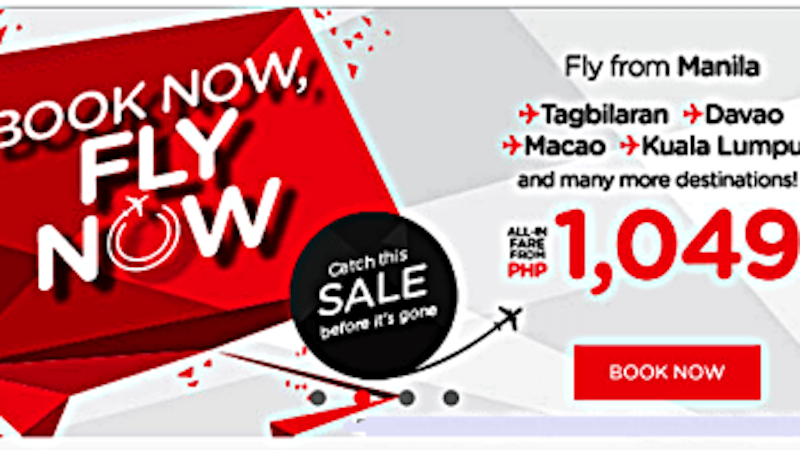 BOOK NOW,
FLY
NOW
Catch this
SALE
before it's gone
Fly from Manila
Tagbilaran Davao
Macao Kuala Lumpu
and many more destinations!
ALL-IN
FARE
FROM
PHP 1,049
BOOK NOW